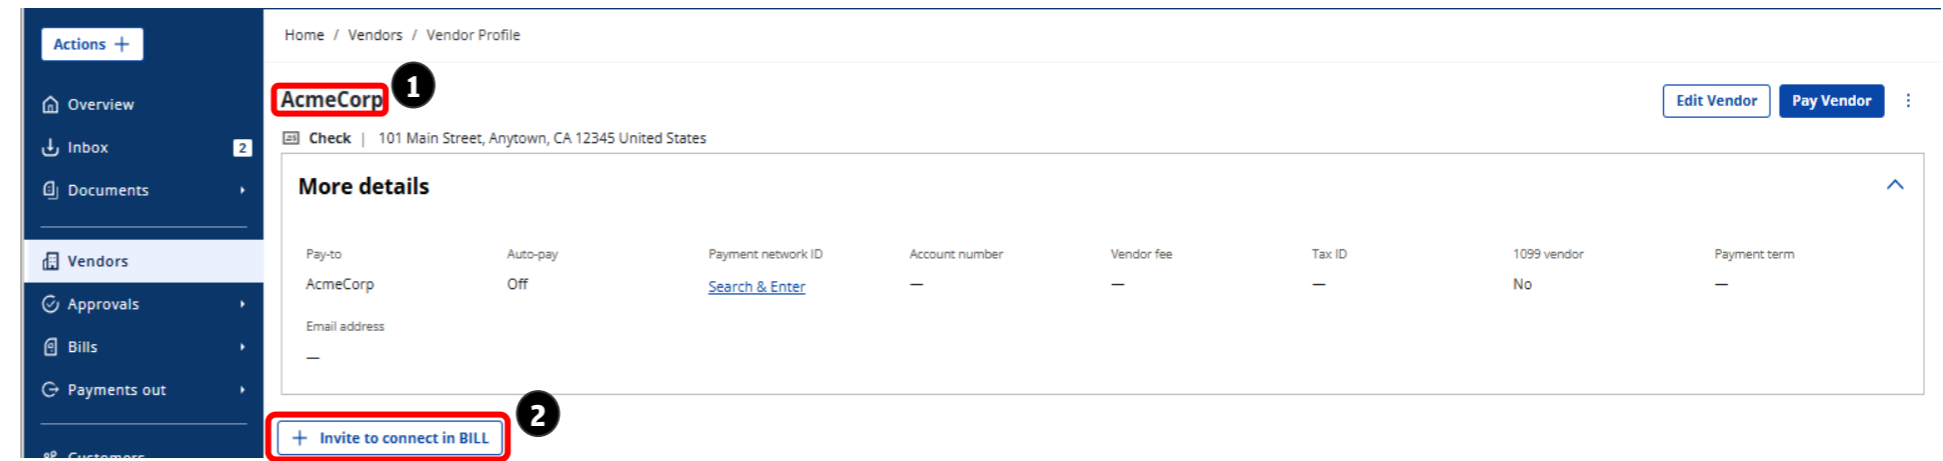 Actions +
Home / Vendors / Vendor Profile
AcmeCorp
1
Edit Vendor
Pay Vendor
Overview
Check | 101 Main Street, Anytown, CA 12345 United States
Inbox 2
Documents
More details
Vendors
Approvals
Bills
Payments out
Customers
Pay-to Auto-pay Payment network ID Account number Vendor fee Tax ID 1099 vendor Payment term
AcmeCorp Off Search & Enter — — — No —
Email address
—
2
+ Invite to connect in BILL